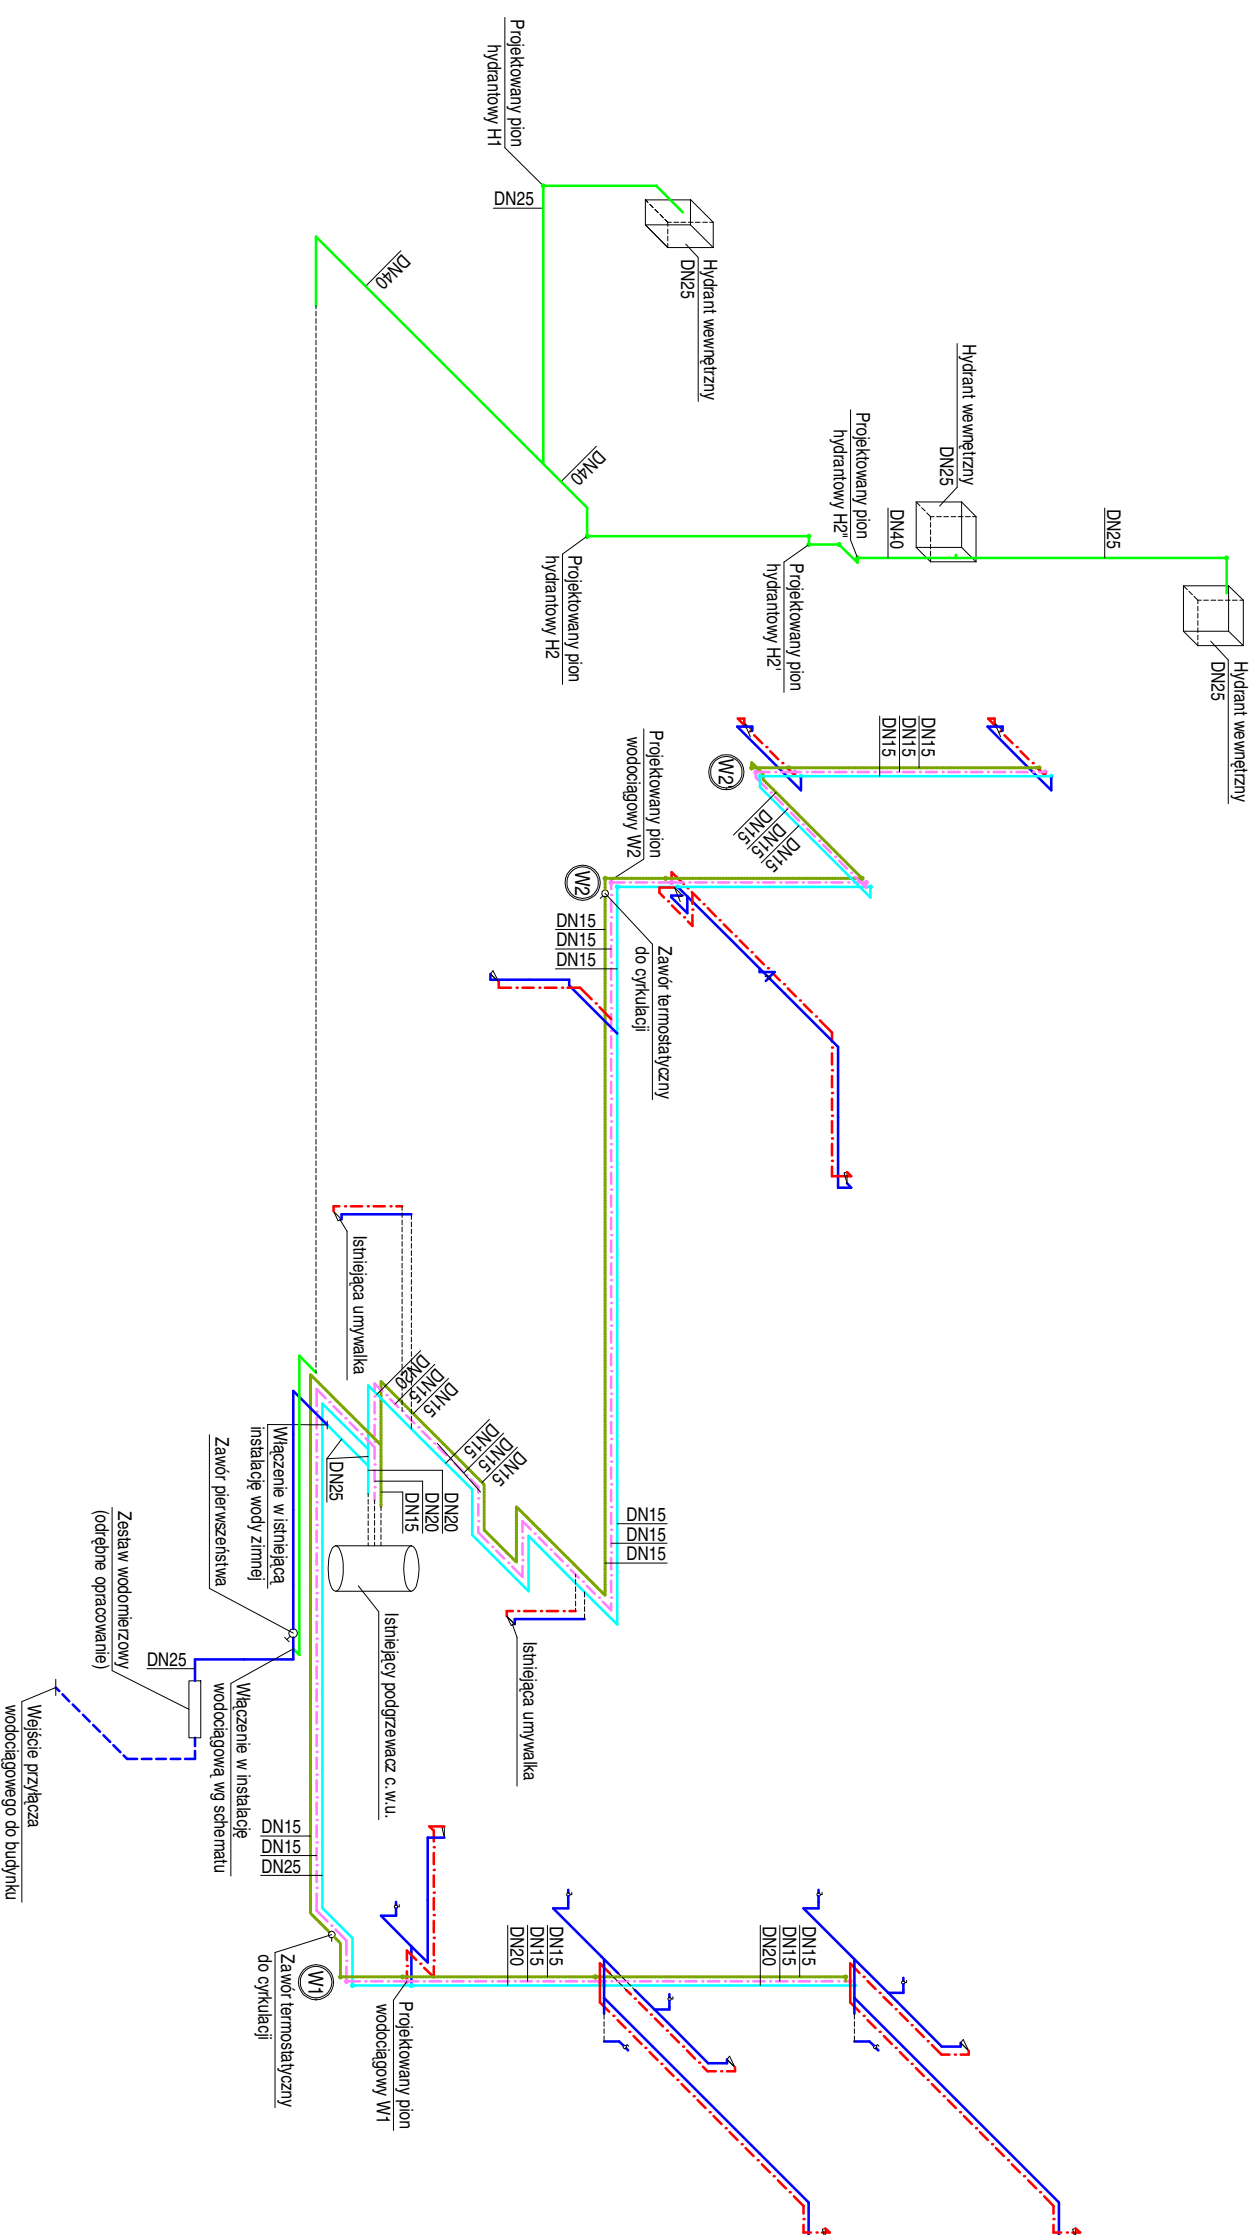 Projektowany pion
hydrantowy H1
DN25
Hydrant wewnętrzny
DN25
DN40
DN40
Projektowany pion
hydrantowy H2
Projektowany pion
hydrantowy H2'
Projektowany pion
hydrantowy H2"
DN40
Hydrant wewnętrzny
DN25
DN25
Hydrant wewnętrzny
DN25
DN15
DN15
DN15
W2'
DN15
DN15
DN15
Projektowany pion
wodociągowy W2
W2
DN15
DN15
DN15
Zawór termostatyczny
do cyrkulacji
Istniejąca umywalka
DN15
DN15
DN20
DN15
DN15
DN15
DN15
DN15
DN15
DN20
DN20
DN15
DN25
Włączenie w istniejącą
instalację wody zimnej
Zawór pierwszeństwa
Istniejący podgrzewacz c.w.u.
Istniejąca umywalka
Zestaw wodomierzowy
(odrębne opracowanie)
DN25
Włączenie w instalację
wodociągową wg schematu
Wejście przyłącza
wodociągowego do budynku
DN15
DN15
DN25
Zawór termostatyczny
do cyrkulacji
W1
Projektowany pion
wodociągowy W1
DN15
DN15
DN20
DN15
DN15
DN20